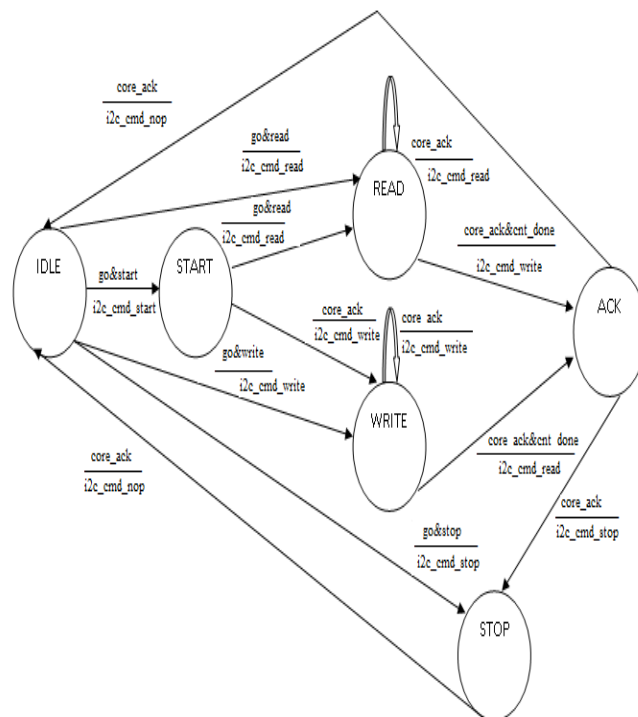 core_ack
i2c_cmd_nop
go&read
i2c_cmd_read
core_ack
i2c_cmd_read
READ
go&read
i2c_cmd_read
core_ack&cnt_done
i2c_cmd_write
IDLE
START
go&start
i2c_cmd_start
ACK
core_ack
i2c_cmd_write
core_ack
i2c_cmd_write
go&write
i2c_cmd_write
WRITE
core_ack&cnt_done
i2c_cmd_read
core_ack
i2c_cmd_nop
core_ack
i2c_cmd_stop
go&stop
i2c_cmd_stop
STOP